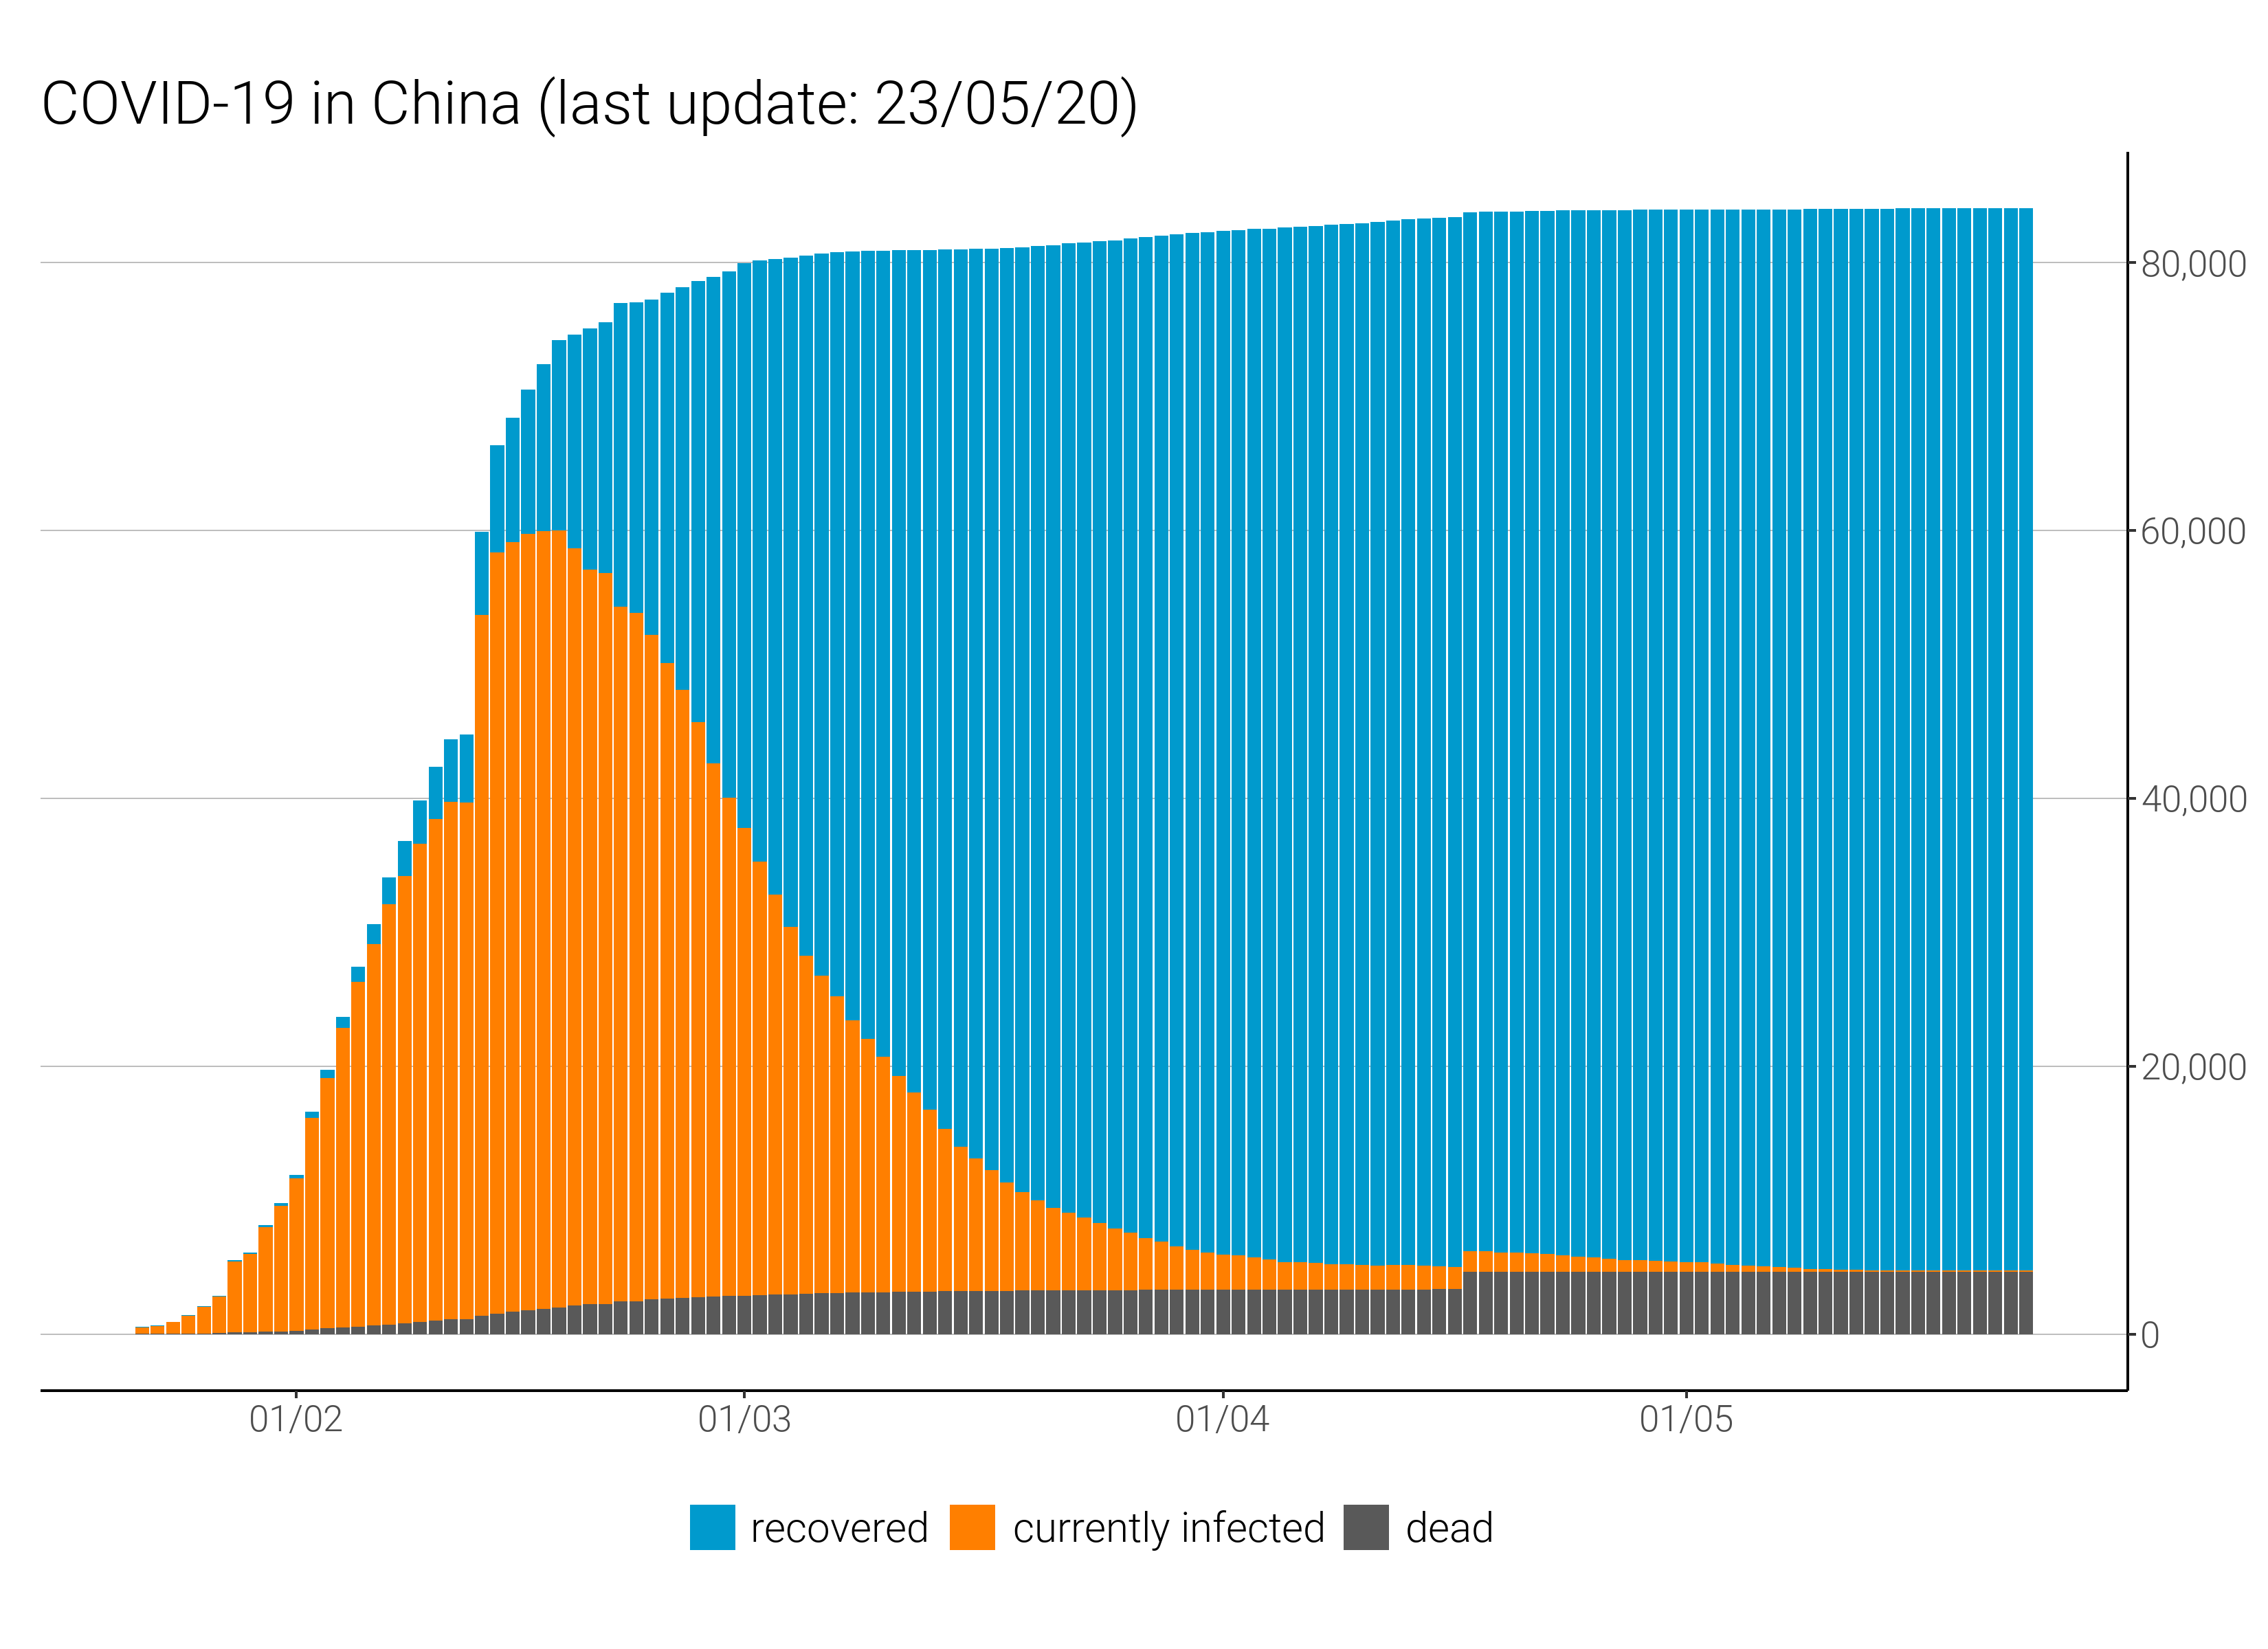 COVID-19 in China (last update: 23/05/20)
80,000
60,000
40,000
20,000
0
01/02 01/03 01/04 01/05
recovered currently infected dead